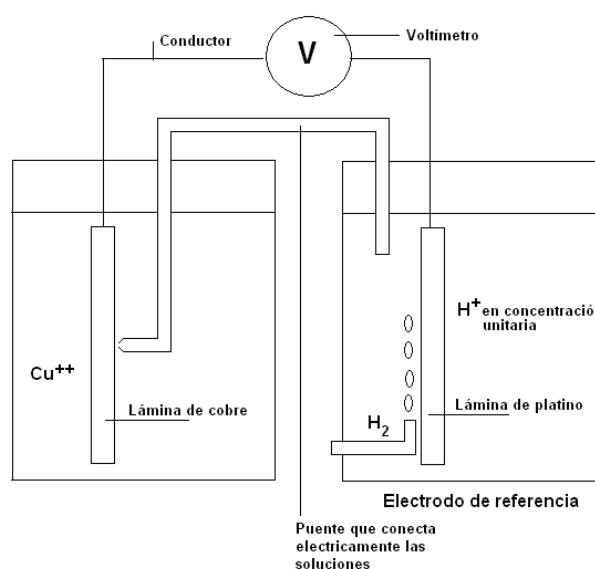 Conductor
Voltímetro
V
Cu++
Lámina de cobre
H+ en concentració
unitaria
Lámina de platino
H2
Electrodo de referencia
Puente que conecta
electricamente las
soluciones